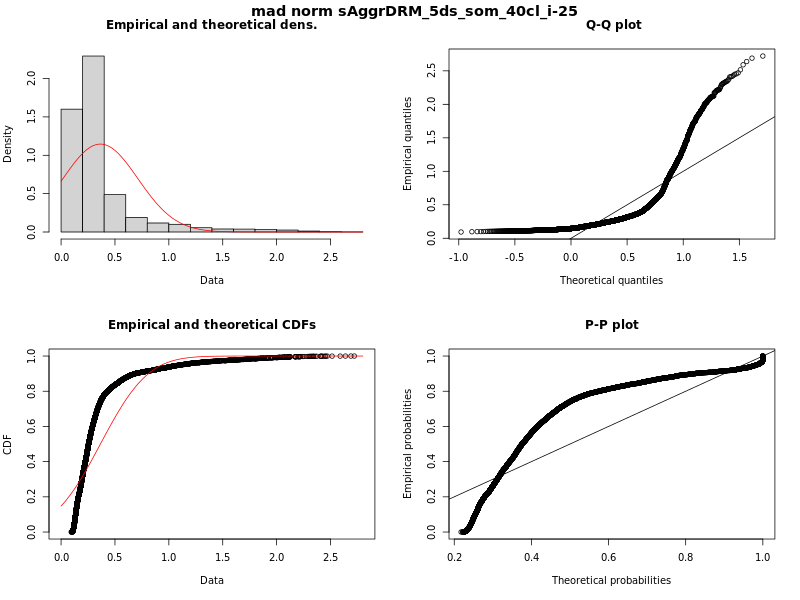 mad norm sAggrDRM_5ds_som_40cl_i-25
Empirical and theoretical dens.
Density
0.0 0.5 1.0 1.5 2.0
0.0 0.5 1.0 1.5 2.0 2.5
Data
Q-Q plot
Empirical quantiles
0.0 0.5 1.0 1.5 2.0 2.5
-1.0 -0.5 0.0 0.5 1.0 1.5
Theoretical quantiles
Empirical and theoretical CDFs
CDF
0.0 0.2 0.4 0.6 0.8 1.0
0.0 0.5 1.0 1.5 2.0 2.5
Data
P-P plot
Empirical probabilities
0.0 0.2 0.4 0.6 0.8 1.0
0.2 0.4 0.6 0.8 1.0
Theoretical probabilities